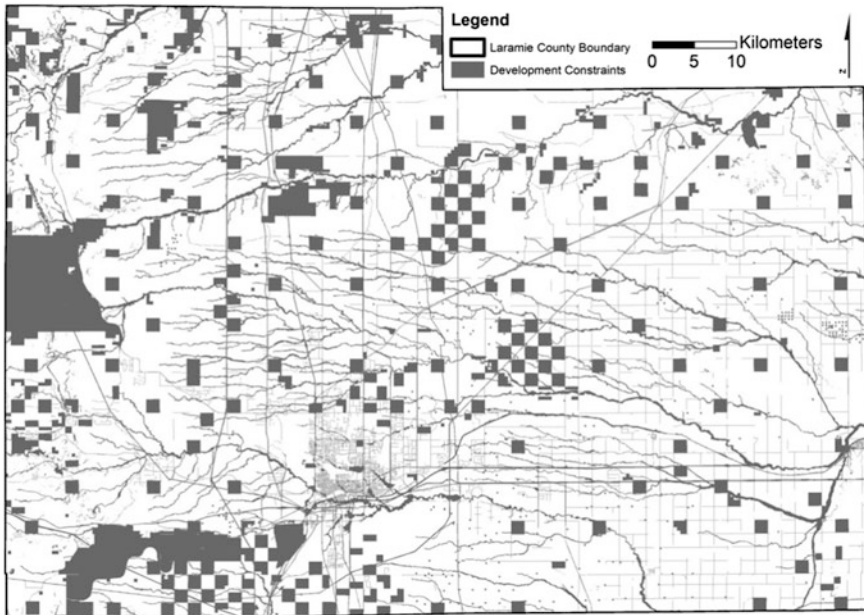 Legend
Laramie County Boundary
Development Constraints
Kilometers
0 5 10
N